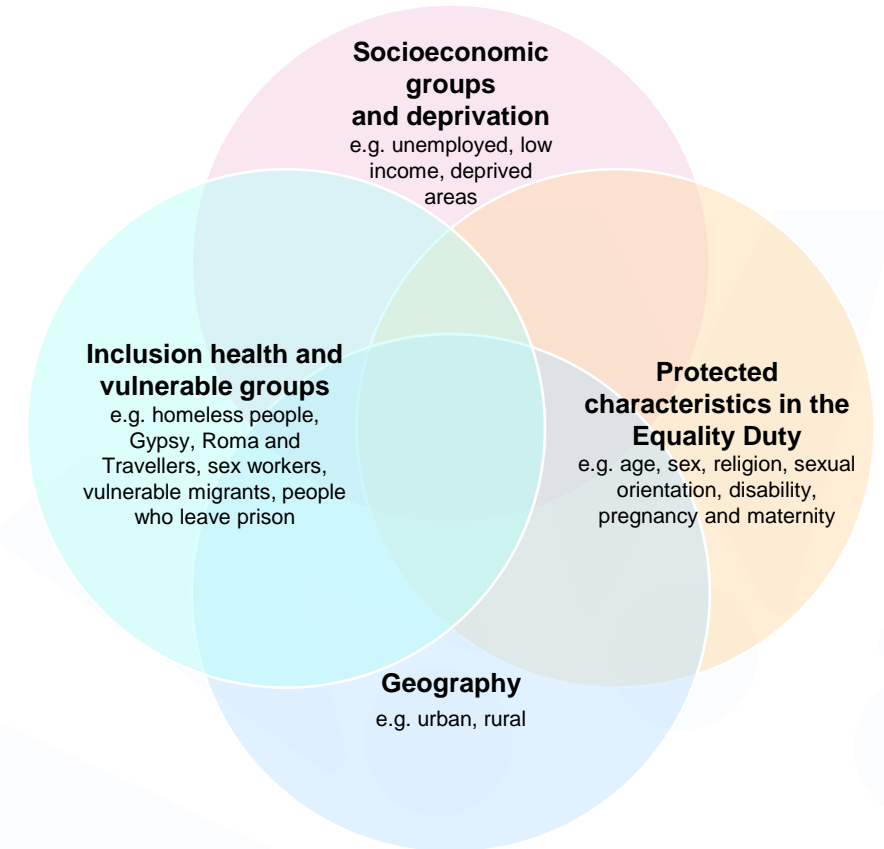 Socioeconomic
groups
and deprivation
e.g. unemployed, low
income, deprived
areas
Inclusion health and
vulnerable groups
e.g. homeless people,
Gypsy, Roma and
Travellers, sex workers,
vulnerable migrants, people
who leave prison
Protected
characteristics in the
Equality Duty
e.g. age, sex, religion, sexual
orientation, disability,
pregnancy and maternity
Geography
e.g. urban, rural